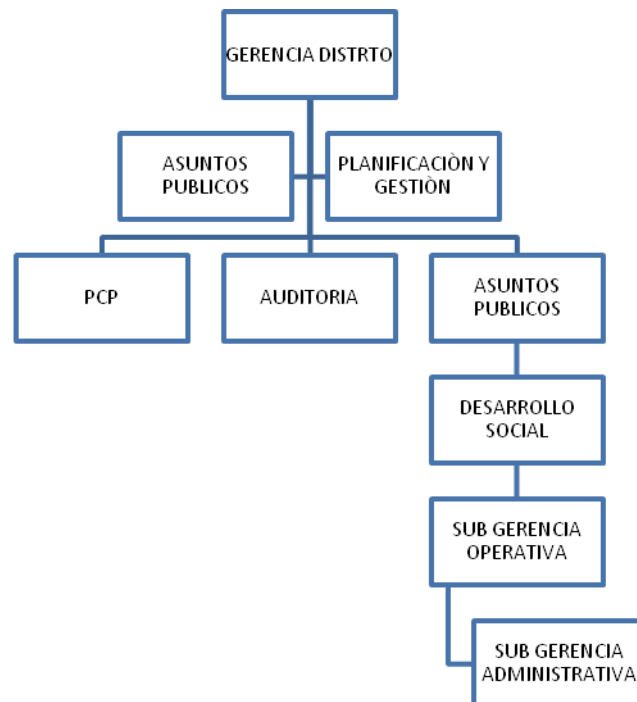 GERENCIA DISTRTO
ASUNTOS
PUBLICOS
PLANIFICACIÒN Y
GESTIÒN
PCP
AUDITORIA
ASUNTOS
PUBLICOS
DESARROLLO
SOCIAL
SUB GERENCIA
OPERATIVA
SUB GERENCIA
ADMINISTRATIVA